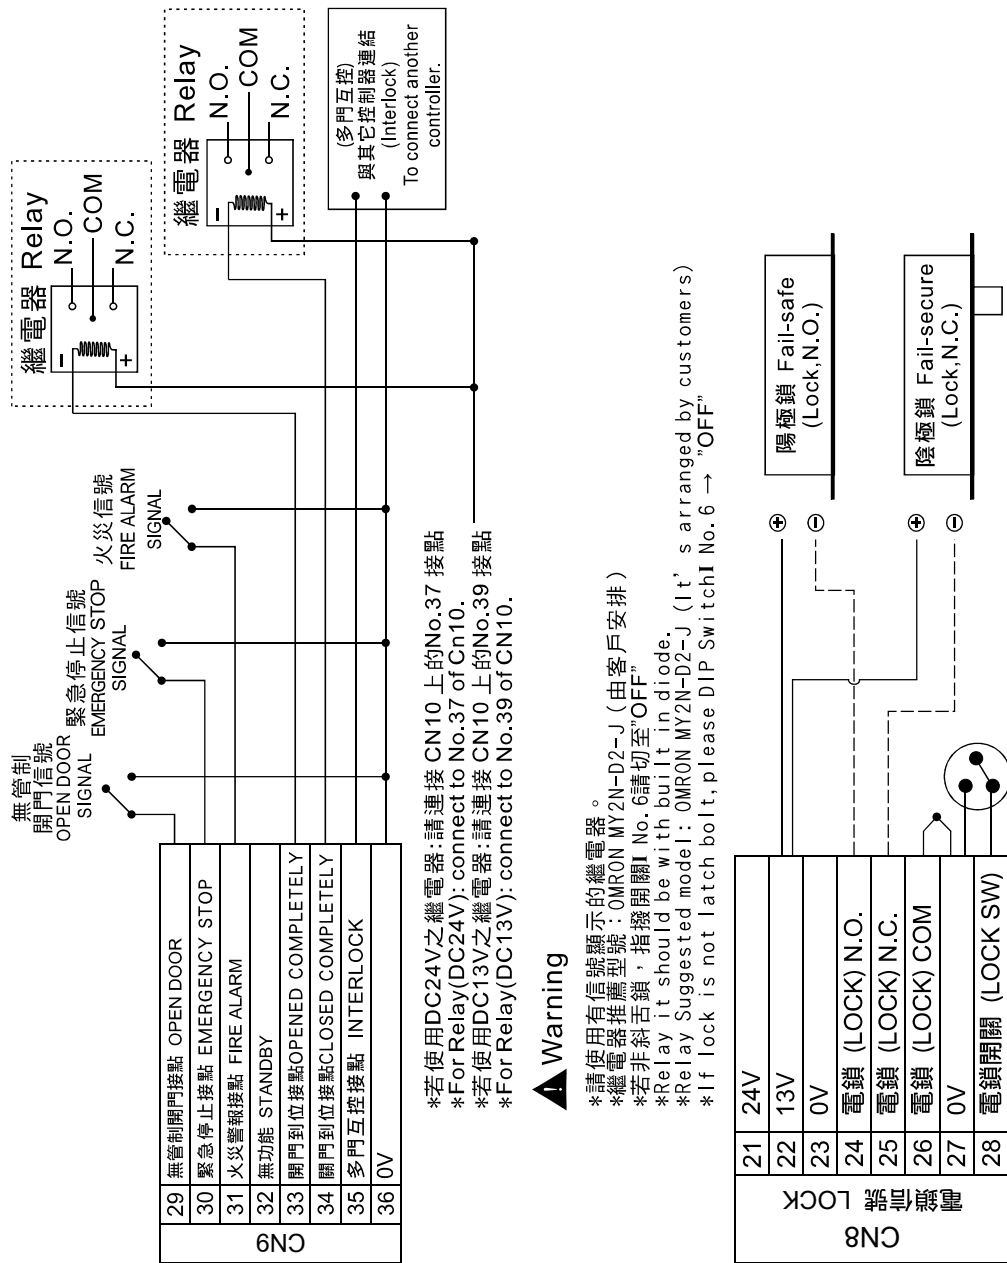 無管制
開門信號
OPEN DOOR
SIGNAL
緊急停止信號
EMERGENCY STOP
SIGNAL
火災信號
FIRE ALARM
SIGNAL
繼電器 Relay
N.O.
COM
N.C.
-
+
繼電器 Relay
N.O.
COM
N.C.
-
+
(多門互控)
與其它控制器連結
(Interlock)
To connect another
controller.
CN9
29 無管制開門接點 OPEN DOOR
30 緊急停止接點 EMERGENCY STOP
31 火災警報接點 FIRE ALARM
32 無功能 STANDBY
33 開門到位接點OPENED COMPLETELY
34 關門到位接點CLOSED COMPLETELY
35 多門互控接點 INTERLOCK
36 0V
*若使用DC24V之繼電器:請連接 CN10 上的No.37 接點
*For Relay(DC24V): connect to No.37 of Cn10.
*若使用DC13V之繼電器:請連接 CN10 上的No.39 接點
*For Relay(DC13V): connect to No.39 of CN10.
! Warning
*請使用有信號顯示的繼電器。
*繼電器推薦型號：OMRON MY2N-D2-J (由客戶安排)
*若非斜舌鎖，指撥開關Ⅰ No. 6請切至"OFF"
*Relay it should be with built in diode.
*Relay Suggested model: OMRON MY2N-D2-J (It's arranged by customers)
*If lock is not latch bolt, please DIP SwitchⅠ No. 6 → "OFF"
CN8
電鎖信號 LOCK
21 24V
22 13V
23 0V
24 電鎖 (LOCK) N.O.
25 電鎖 (LOCK) N.C.
26 電鎖 (LOCK) COM
27 0V
28 電鎖開關 (LOCK SW)
+
-
陽極鎖 Fail-safe
(Lock,N.O.)
+
-
陰極鎖 Fail-secure
(Lock,N.C.)